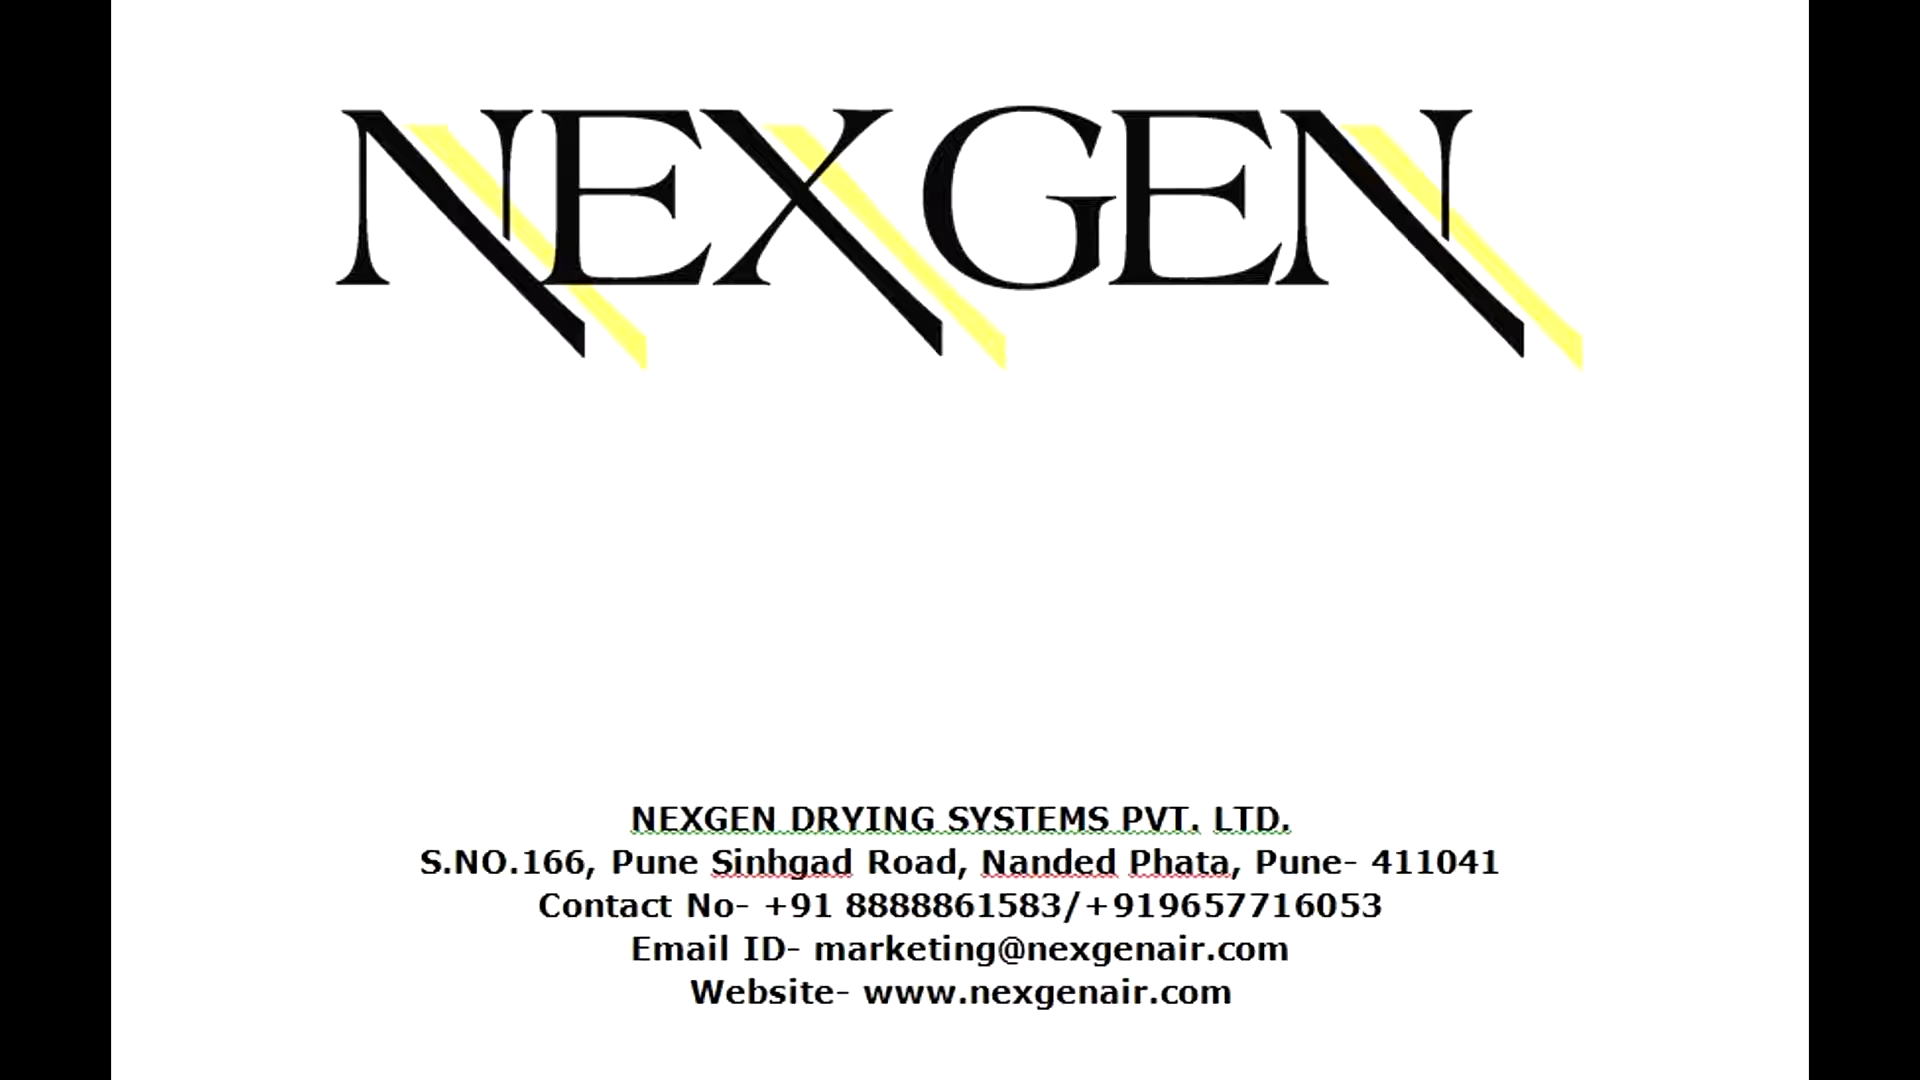 NEXGEN
NEXGEN DRYING SYSTEMS PVT. LTD.
S.NO.166, Pune Sinhgad Road, Nanded Phata, Pune- 411041
Contact No- +91 8888861583/+919657716053
Email ID- marketing@nexgenair.com
Website- www.nexgenair.com